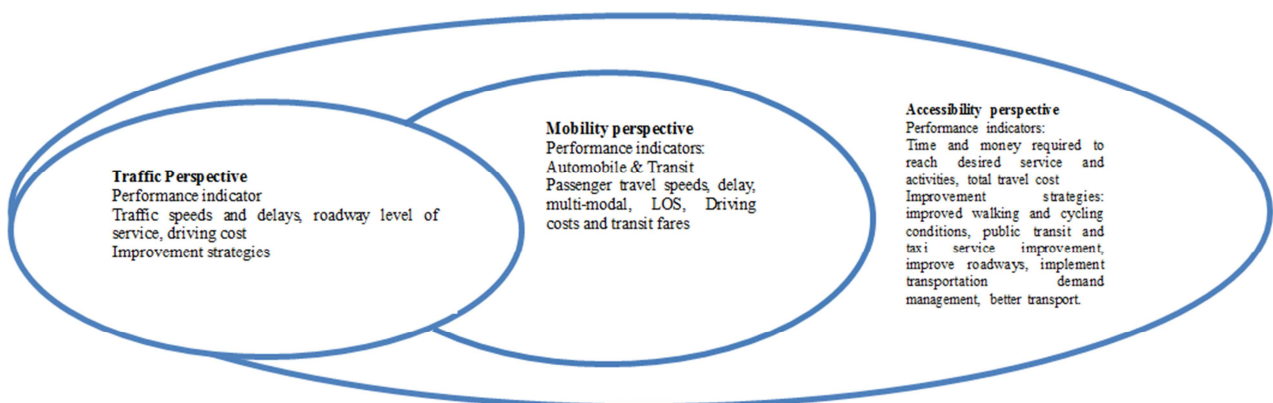 Traffic Perspective
Performance indicator
Traffic speeds and delays, roadway level of
service, driving cost
Improvement strategies
Mobility perspective
Performance indicators:
Automobile & Transit
Passenger travel speeds, delay,
multi-modal, LOS, Driving
costs and transit fares
Accessibility perspective
Performance indicators:
Time and money required to
reach desired service and
activities, total travel cost
Improvement strategies:
improved walking and cycling
conditions, public transit and
taxi service improvement,
improve roadways, implement
transportation demand
management, better transport.